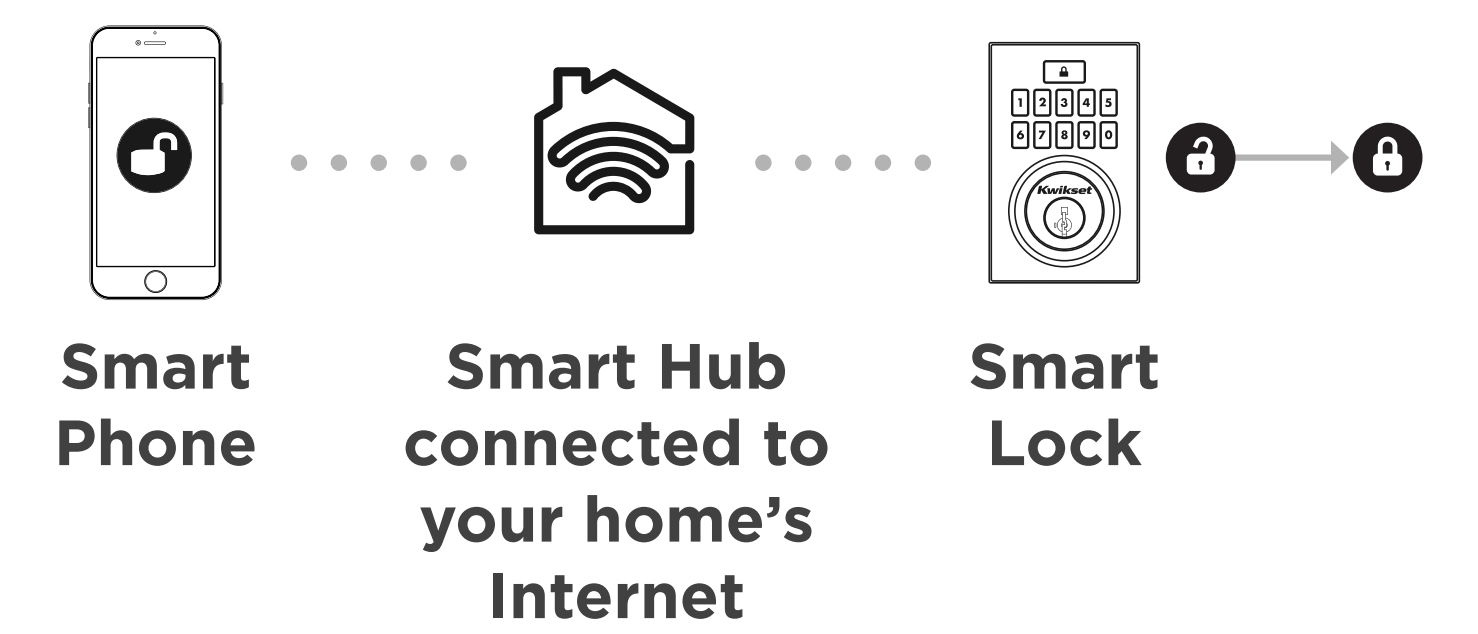 1 2 3 4 5
6 7 8 9 0
Kwikset
Smart
Phone
Smart Hub
connected to
your home’s
Internet
Smart
Lock